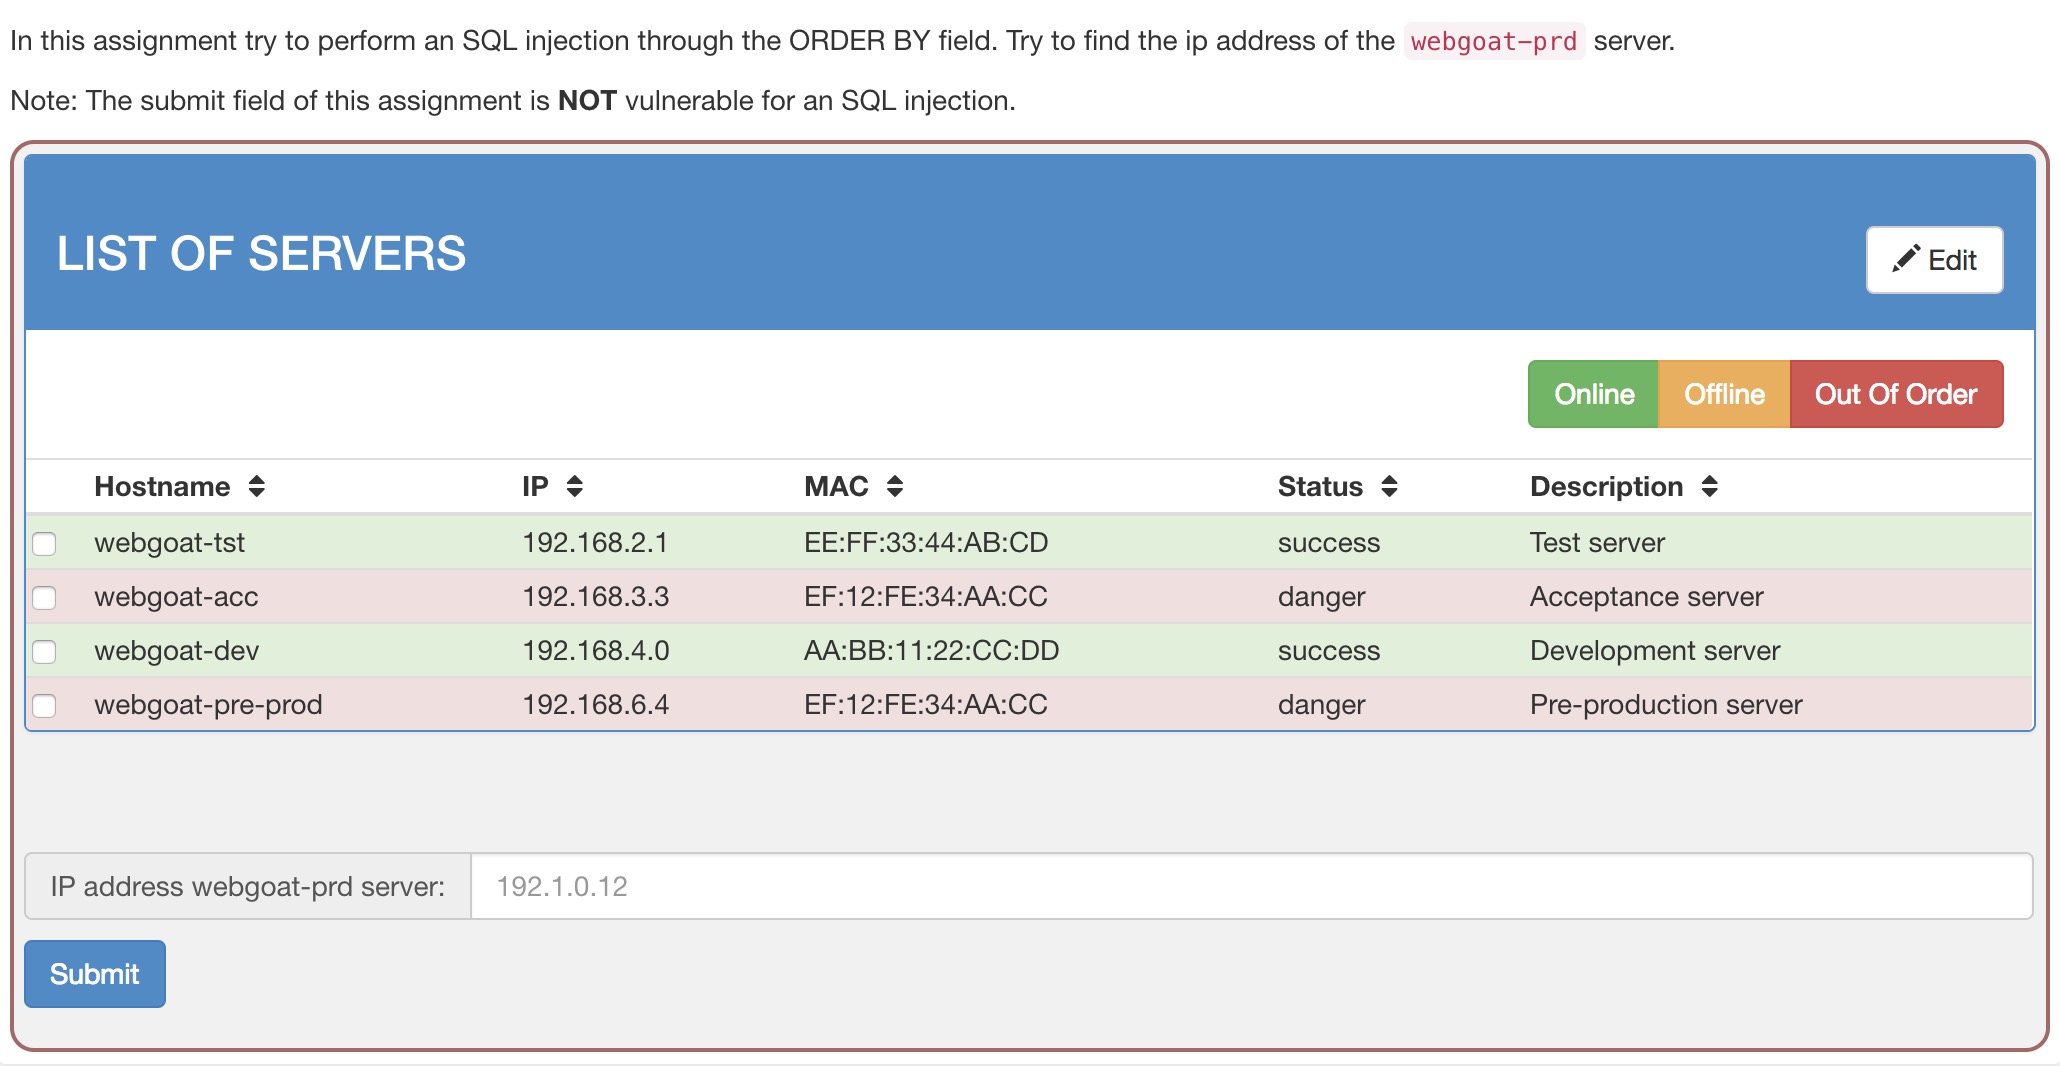 In this assignment try to perform an SQL injection through the ORDER BY field. Try to find the ip address of the webgoat-prd server.
Note: The submit field of this assignment is NOT vulnerable for an SQL injection.
LIST OF SERVERS
Edit
Online Offline Out Of Order
Hostname IP MAC Status Description
webgoat-tst 192.168.2.1 EE:FF:33:44:AB:CD success Test server
webgoat-acc 192.168.3.3 EF:12:FE:34:AA:CC danger Acceptance server
webgoat-dev 192.168.4.0 AA:BB:11:22:CC:DD success Development server
webgoat-pre-prod 192.168.6.4 EF:12:FE:34:AA:CC danger Pre-production server
IP address webgoat-prd server: 192.1.0.12
Submit